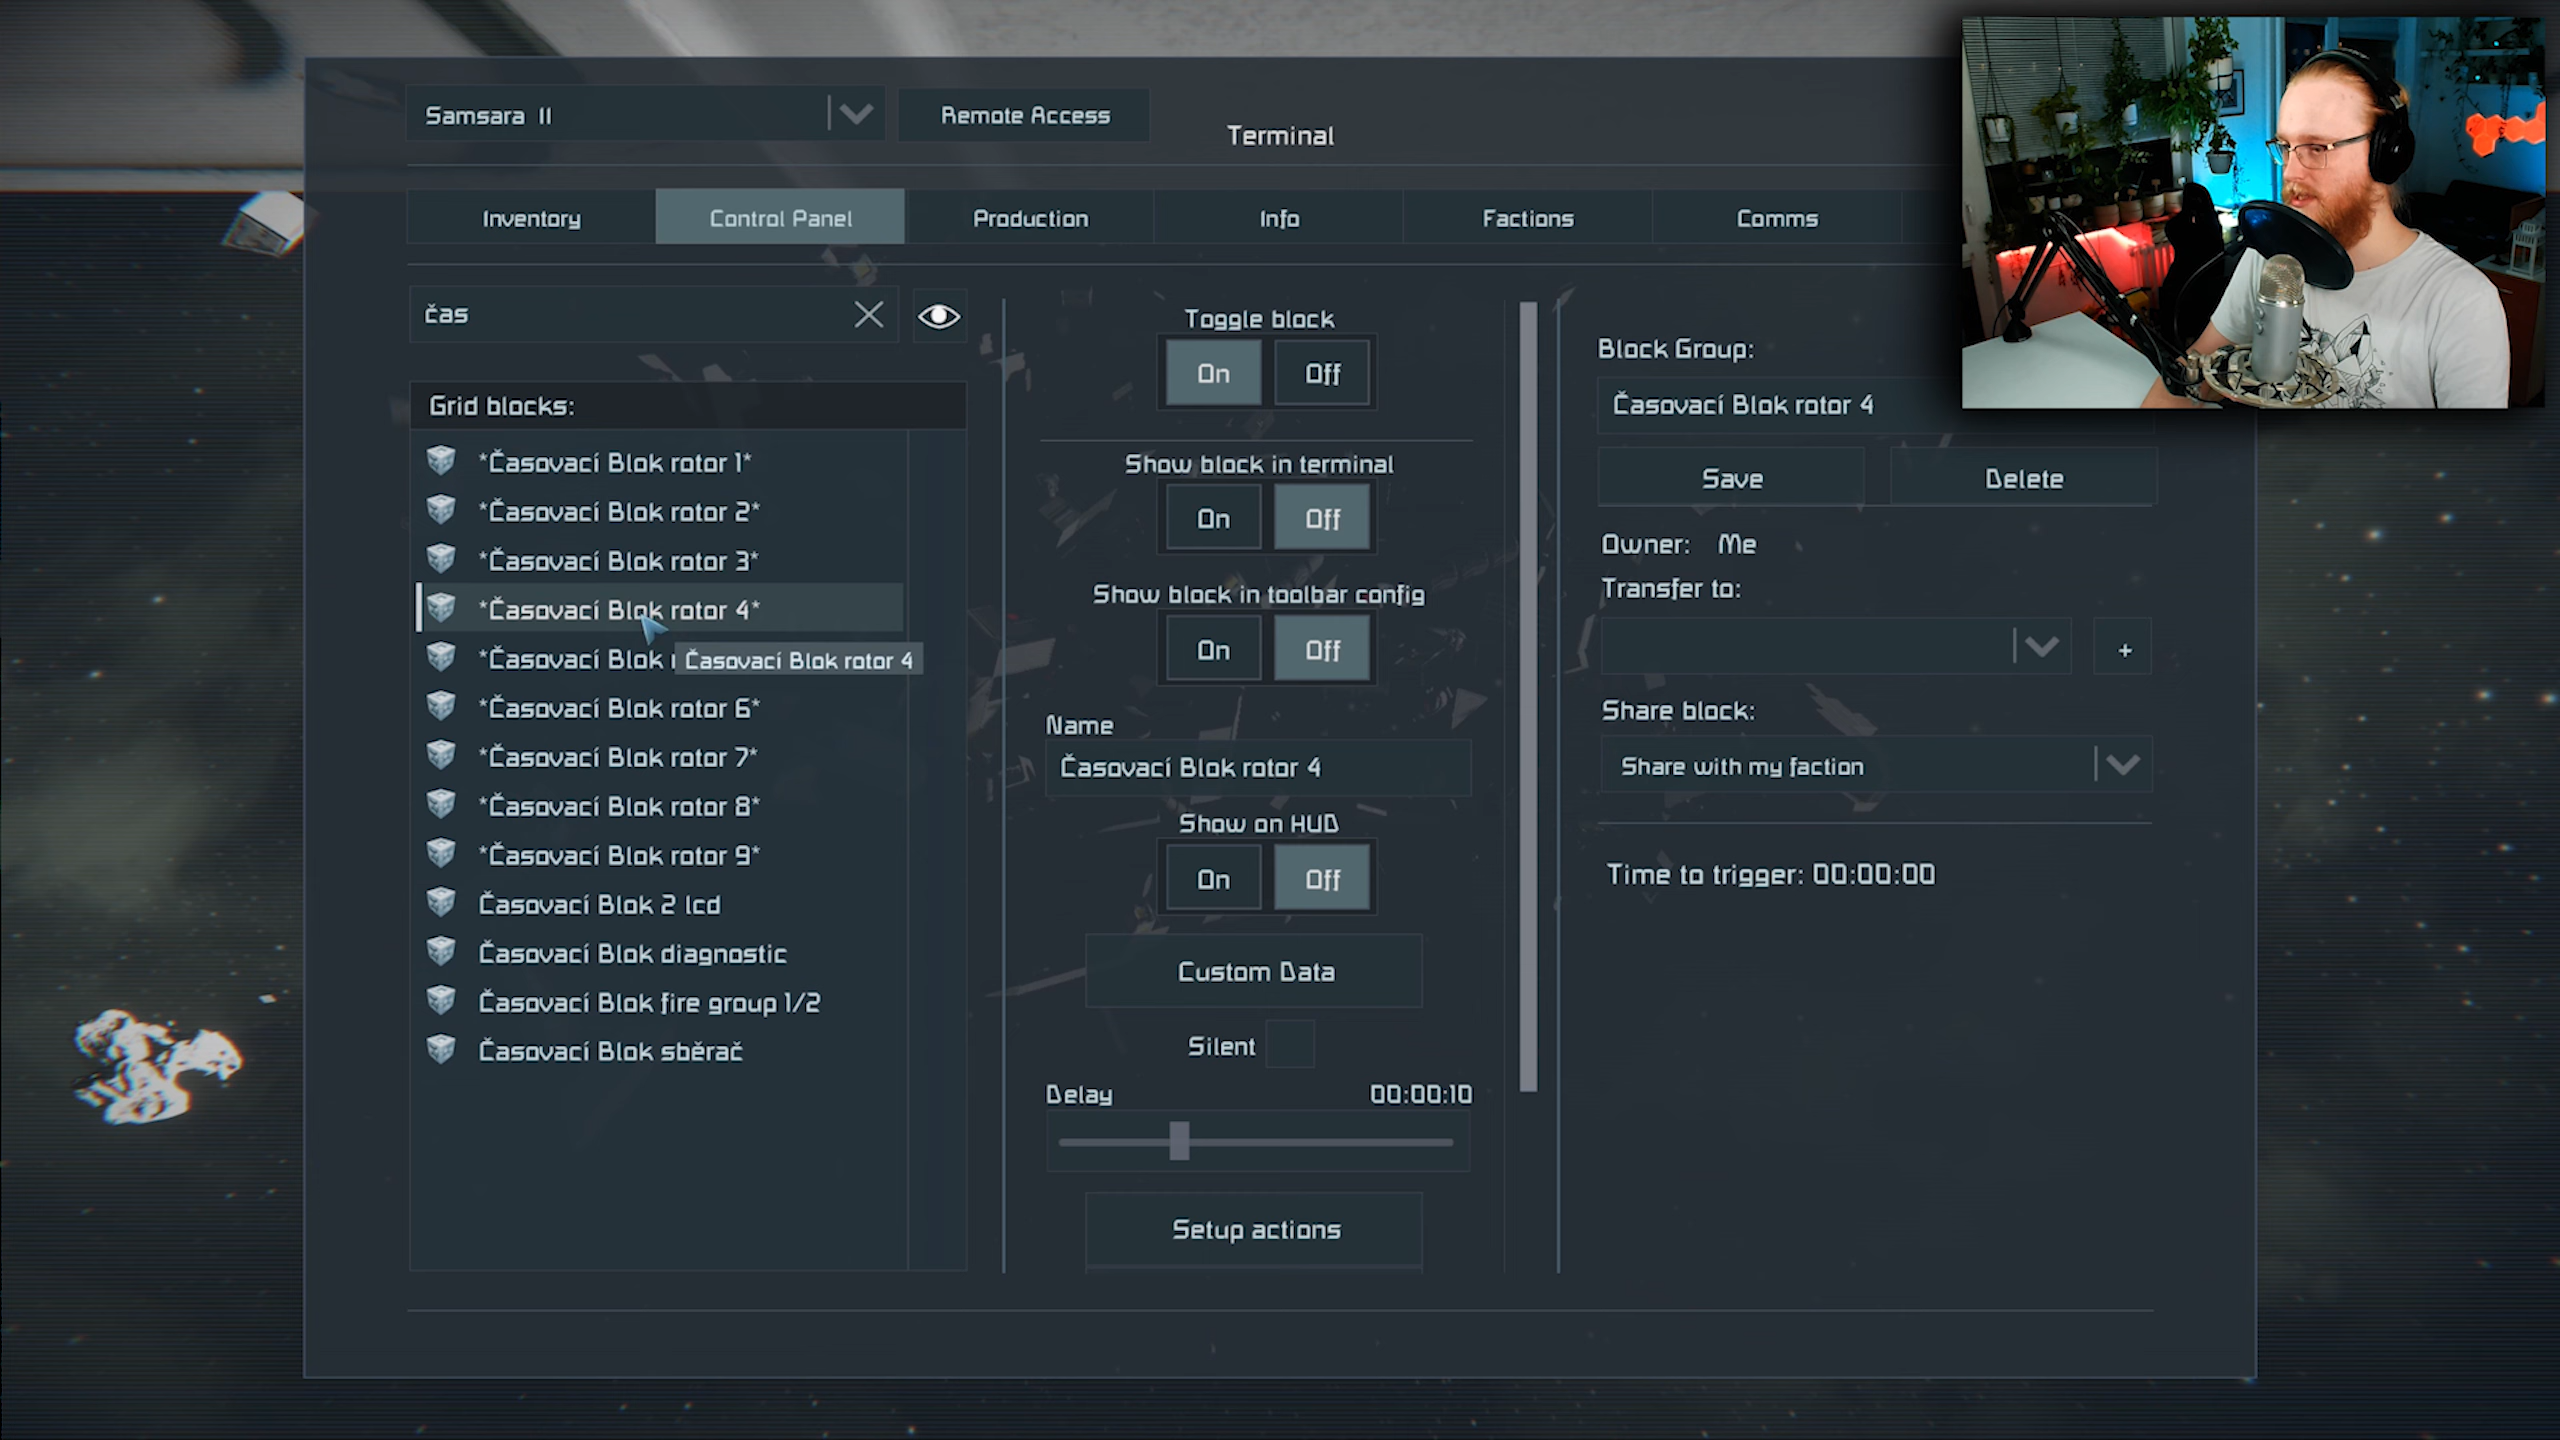 Samsara II
Remote Access
Terminal
Inventory
Control Panel
Production
Info
Factions
Comms
čas
Grid blocks:
*Časovací Blok rotor 1*
*Časovací Blok rotor 2*
*Časovací Blok rotor 3*
*Časovací Blok rotor 4*
*Časovací Blok
Časovací Blok rotor 4
*Časovací Blok rotor 6*
*Časovací Blok rotor 7*
*Časovací Blok rotor 8*
*Časovací Blok rotor 9*
Časovací Blok 2 lcd
Časovací Blok diagnostic
Časovací Blok fire group 1/2
Časovací Blok sběrač
Toggle block
On
Off
Show block in terminal
On
Off
Show block in toolbar config
On
Off
Name
Časovací Blok rotor 4
Show on HUD
On
Off
Custom Data
Silent
Delay
00:00:10
Setup actions
Block Group:
Časovací Blok rotor 4
Save
Delete
Owner: Me
Transfer to:
+
Share block:
Share with my faction
Time to trigger: 00:00:00